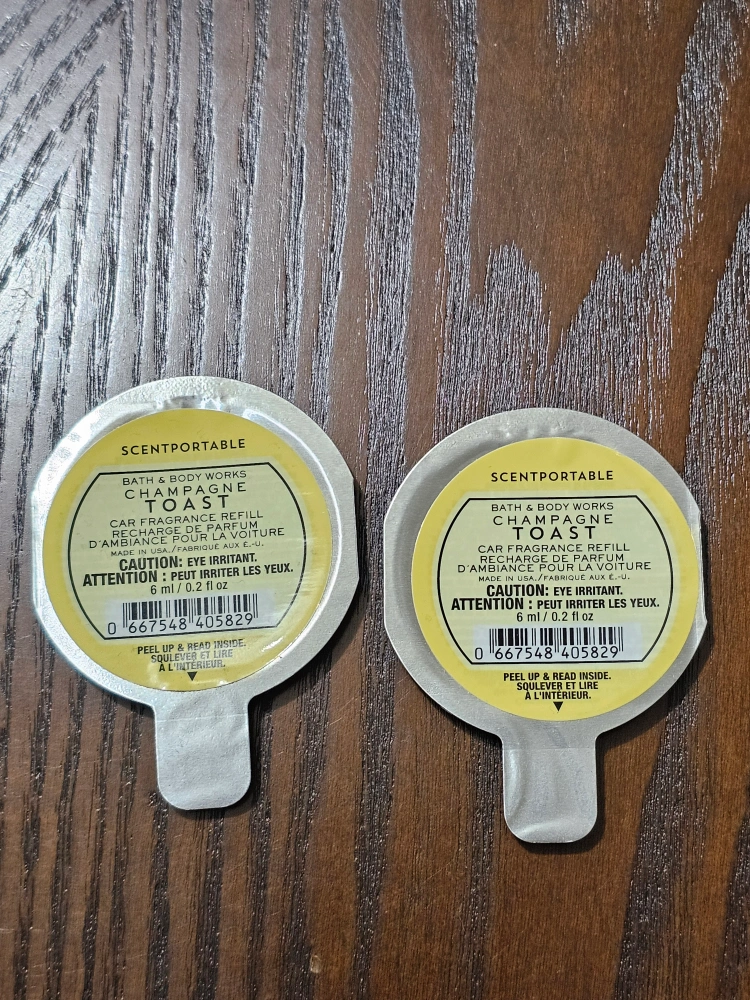 SCENTPORTABLE
BATH & BODY WORKS
CHAMPAGNE
TOAST
CAR FRAGRANCE REFILL
RECHARGE DE PARFUM
D'AMBIANCE POUR LA VOITURE
MADE IN USA./FABRIQUÉ AUX É.-U.
CAUTION: EYE IRRITANT.
ATTENTION : PEUT IRRITER LES YEUX.
6 ml / 0.2 fl oz
0 667548 405829
PEEL UP & READ INSIDE.
SOULEVER ET LIRE
À L'INTÉRIEUR.
SCENTPORTABLE
BATH & BODY WORKS
CHAMPAGNE
TOAST
CAR FRAGRANCE REFILL
RECHARGE DE PARFUM
D'AMBIANCE POUR LA VOITURE
MADE IN USA./FABRIQUÉ AUX É.-U.
CAUTION: EYE IRRITANT.
ATTENTION : PEUT IRRITER LES YEUX.
6 ml / 0.2 fl oz
0 667548 405829
PEEL UP & READ INSIDE.
SOULEVER ET LIRE
À L'INTÉRIEUR.